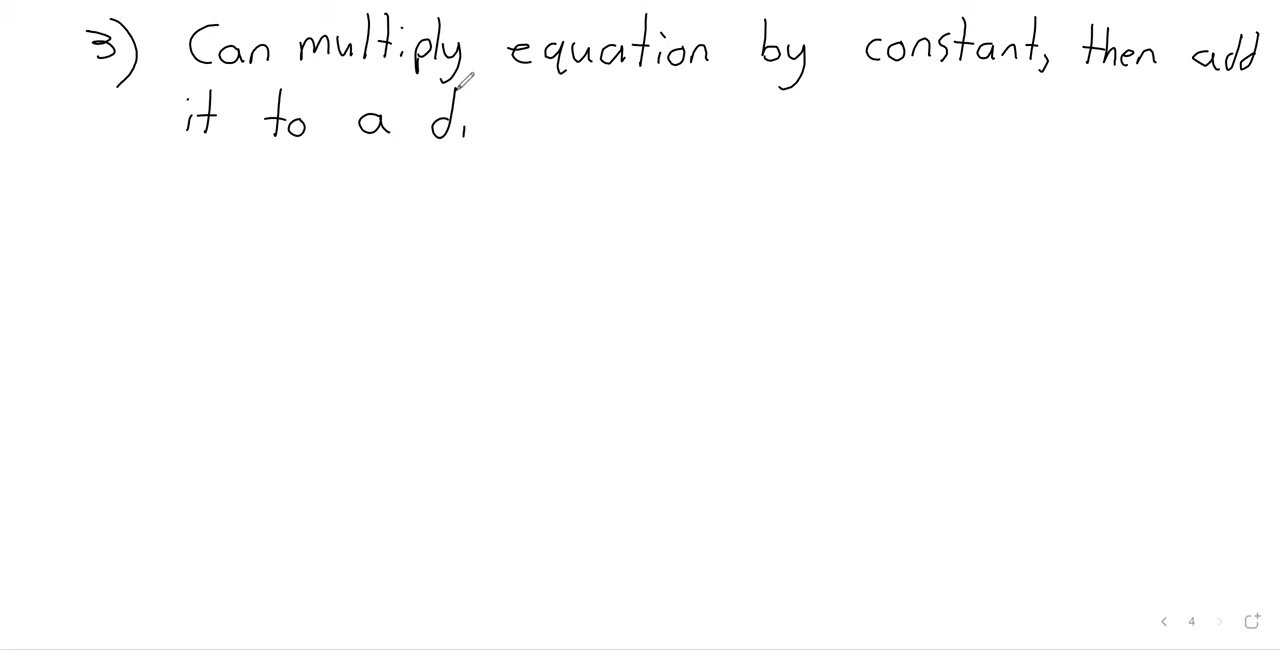 3) Can multiply equation by constant, then add
it to a d
4